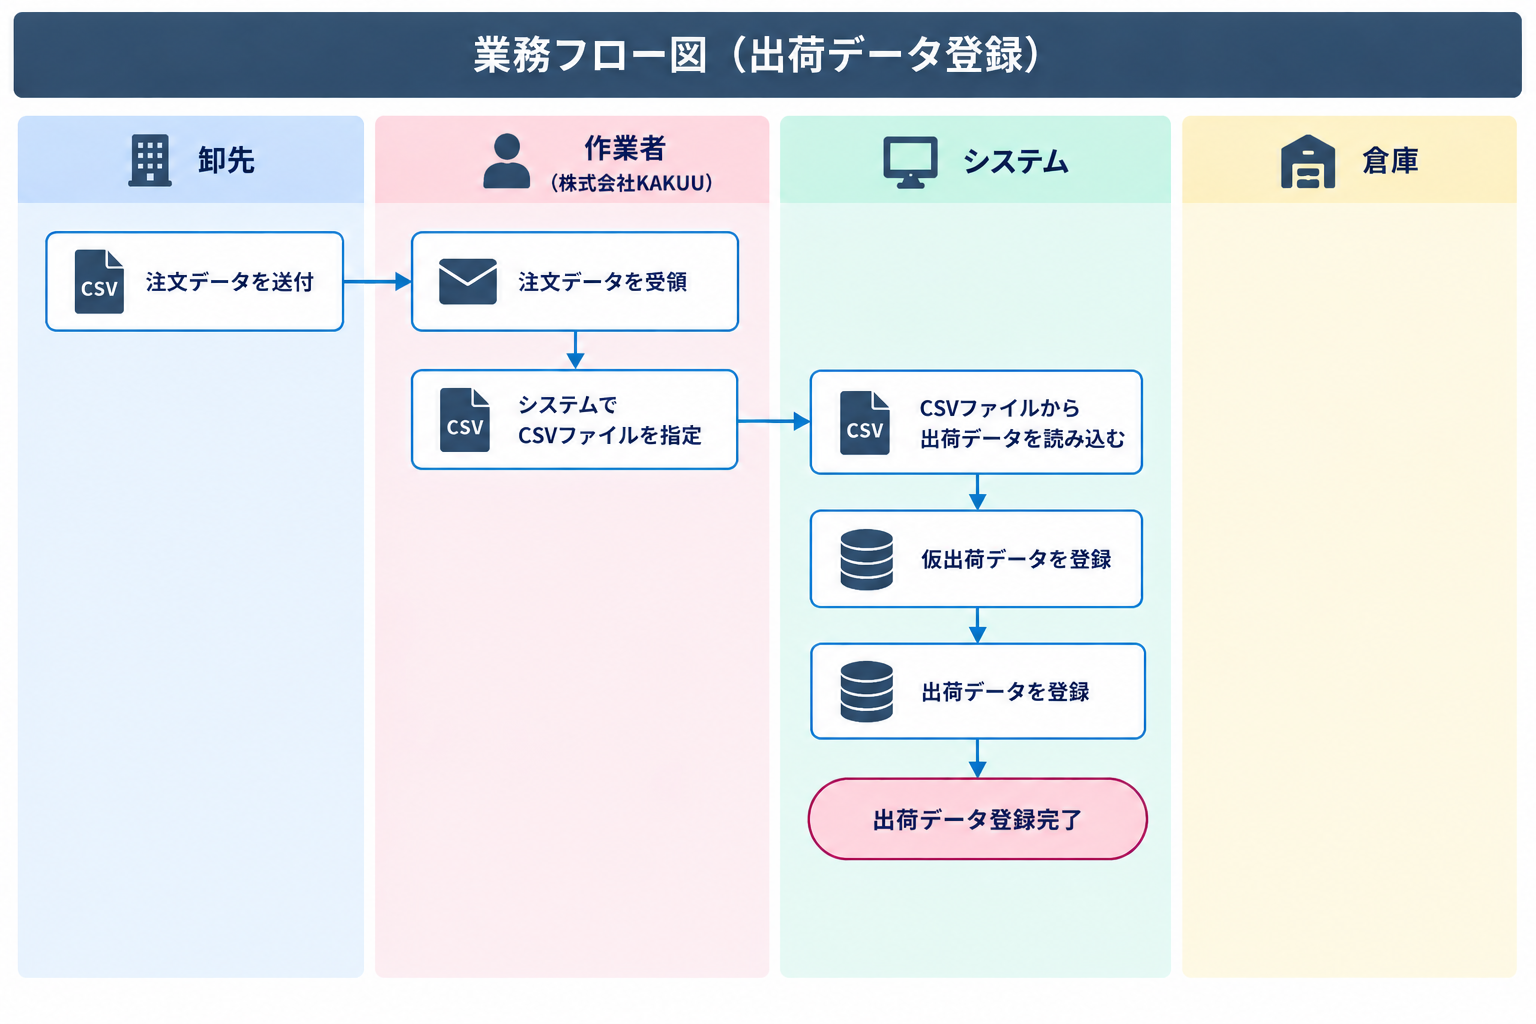 業務フロー図（出荷データ登録）
卸先
作業者
（株式会社KAKUU）
システム
倉庫
CSV
注文データを送付
注文データを受領
CSV
システムで
CSVファイルを指定
CSV
CSVファイルから
出荷データを読み込む
仮出荷データを登録
出荷データを登録
出荷データ登録完了